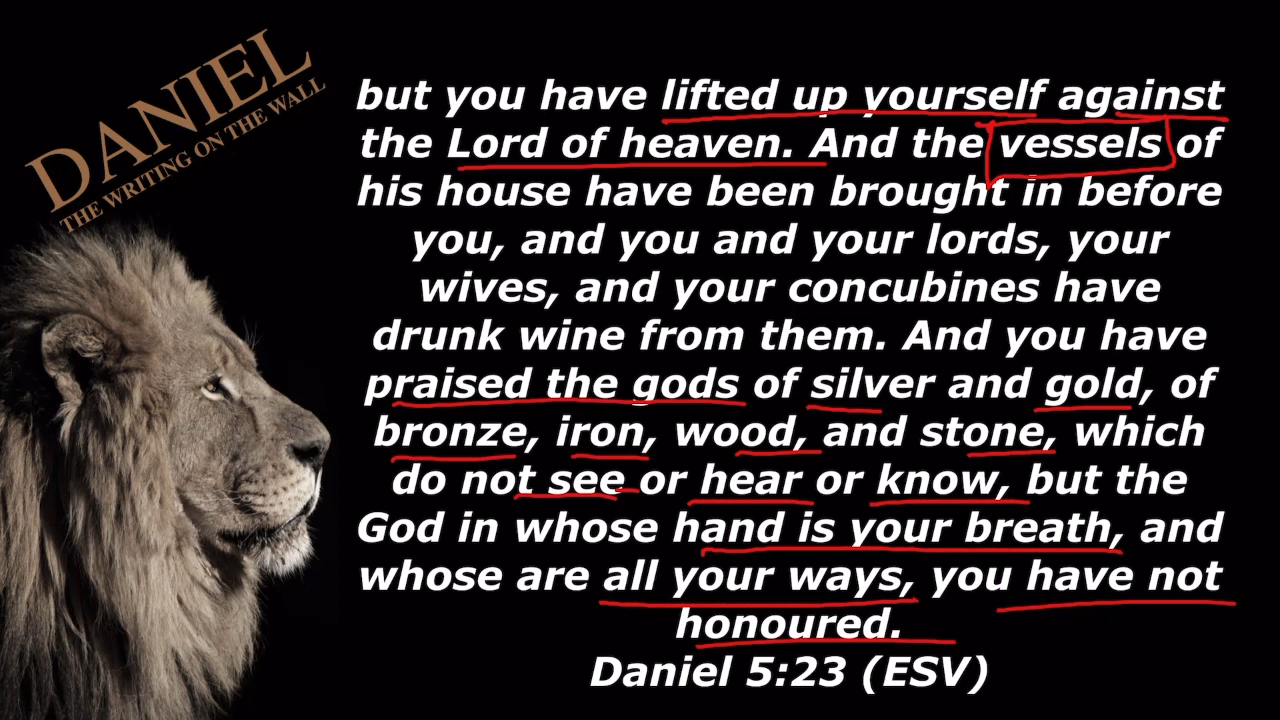 DANIEL
THE WRITING ON THE WALL
but you have lifted up yourself against
the Lord of heaven. And the vessels of
his house have been brought in before
you, and you and your lords, your
wives, and your concubines have
drunk wine from them. And you have
praised the gods of silver and gold, of
bronze, iron, wood, and stone, which
do not see or hear or know, but the
God in whose hand is your breath, and
whose are all your ways, you have not
honoured.
Daniel 5:23 (ESV)